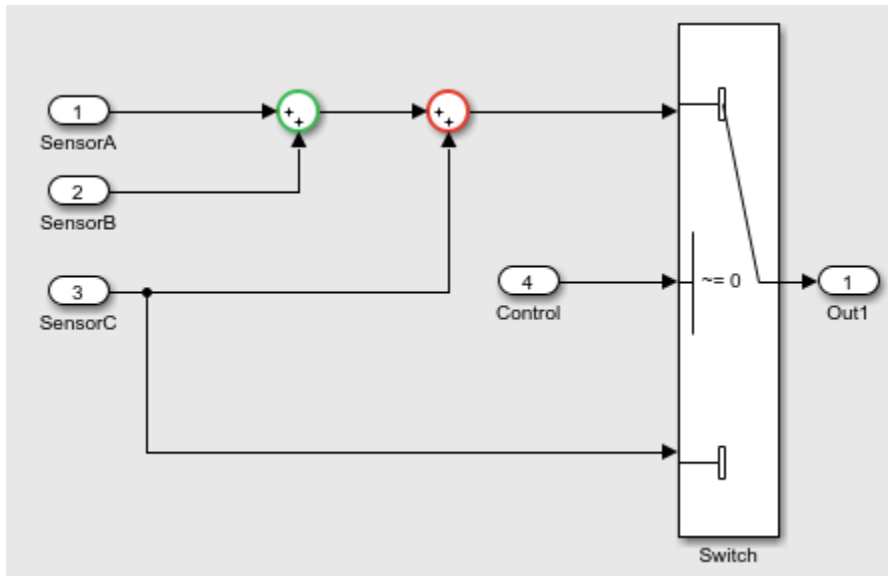 1
SensorA
+
+
+
+
2
SensorB
3
SensorC
4
Control
~= 0
1
Out1
Switch